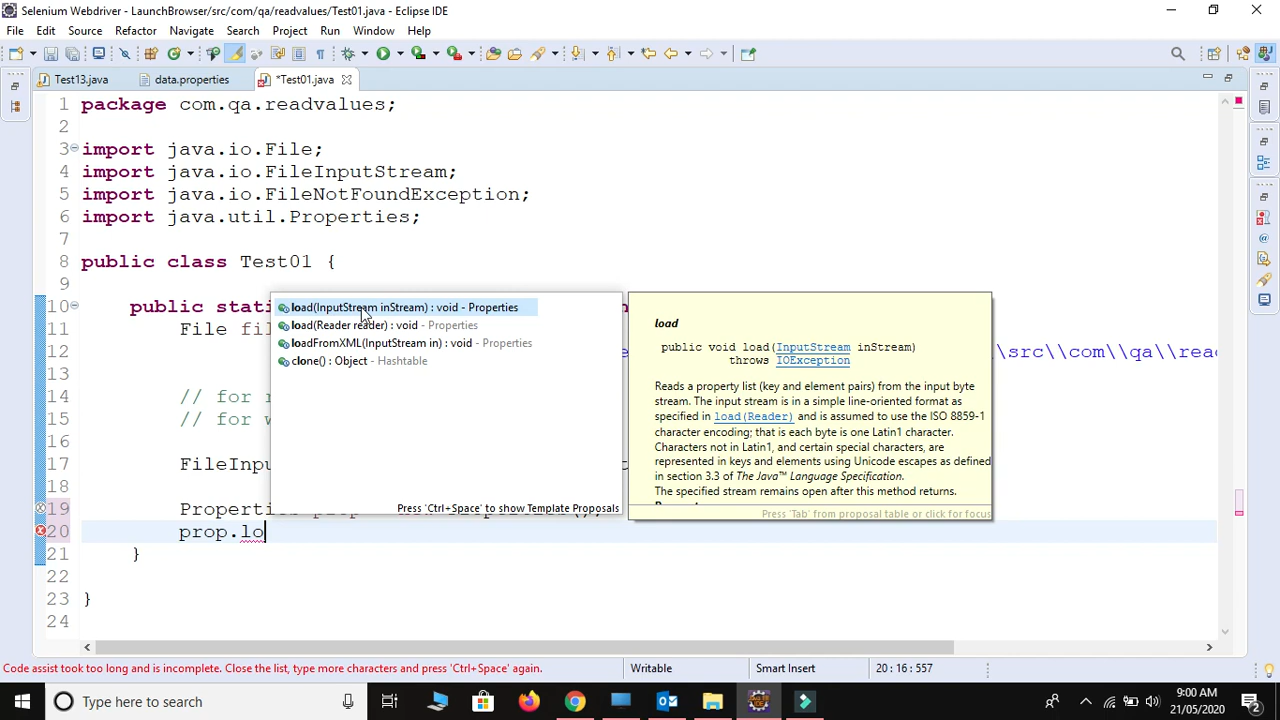 Selenium Webdriver - LaunchBrowser/src/com/qa/readvalues/Test01.java - Eclipse IDE
File Edit Source Refactor Navigate Search Project Run Window Help
Test13.java data.properties *Test01.java
1 package com.qa.readvalues;
2
3 import java.io.File;
4 import java.io.FileInputStream;
5 import java.io.FileNotFoundException;
6 import java.util.Properties;
7
8 public class Test01 {
9
10 public stati
load(InputStream inStream) : void - Properties
load(Reader reader) : void - Properties
loadFromXML(InputStream in) : void - Properties
clone() : Object - Hashtable
Press 'Ctrl+Space' to show Template Proposals
load
public void load(InputStream inStream)
throws IOException
Reads a property list (key and element pairs) from the input byte
stream. The input stream is in a simple line-oriented format as
specified in load(Reader) and is assumed to use the ISO 8859-1
character encoding; that is each byte is one Latin1 character.
Characters not in Latin1, and certain special characters, are
represented in keys and elements using Unicode escapes as defined
in section 3.3 of The Java™ Language Specification.
The specified stream remains open after this method returns.
Press 'Tab' from proposal table or click for focus
11 File fil
12 \src\\com\\qa\\read
13
14 // for r
15 //
16
17 FileInpu
18
19 Properties prop
20 prop.lo
21 }
22
23 }
24
Code assist took too long and is incomplete. Close the list, type more characters and press 'Ctrl+Space' again.
Writable Smart Insert 20 : 16 : 557
Type here to search
9:00 AM
21/05/2020
2